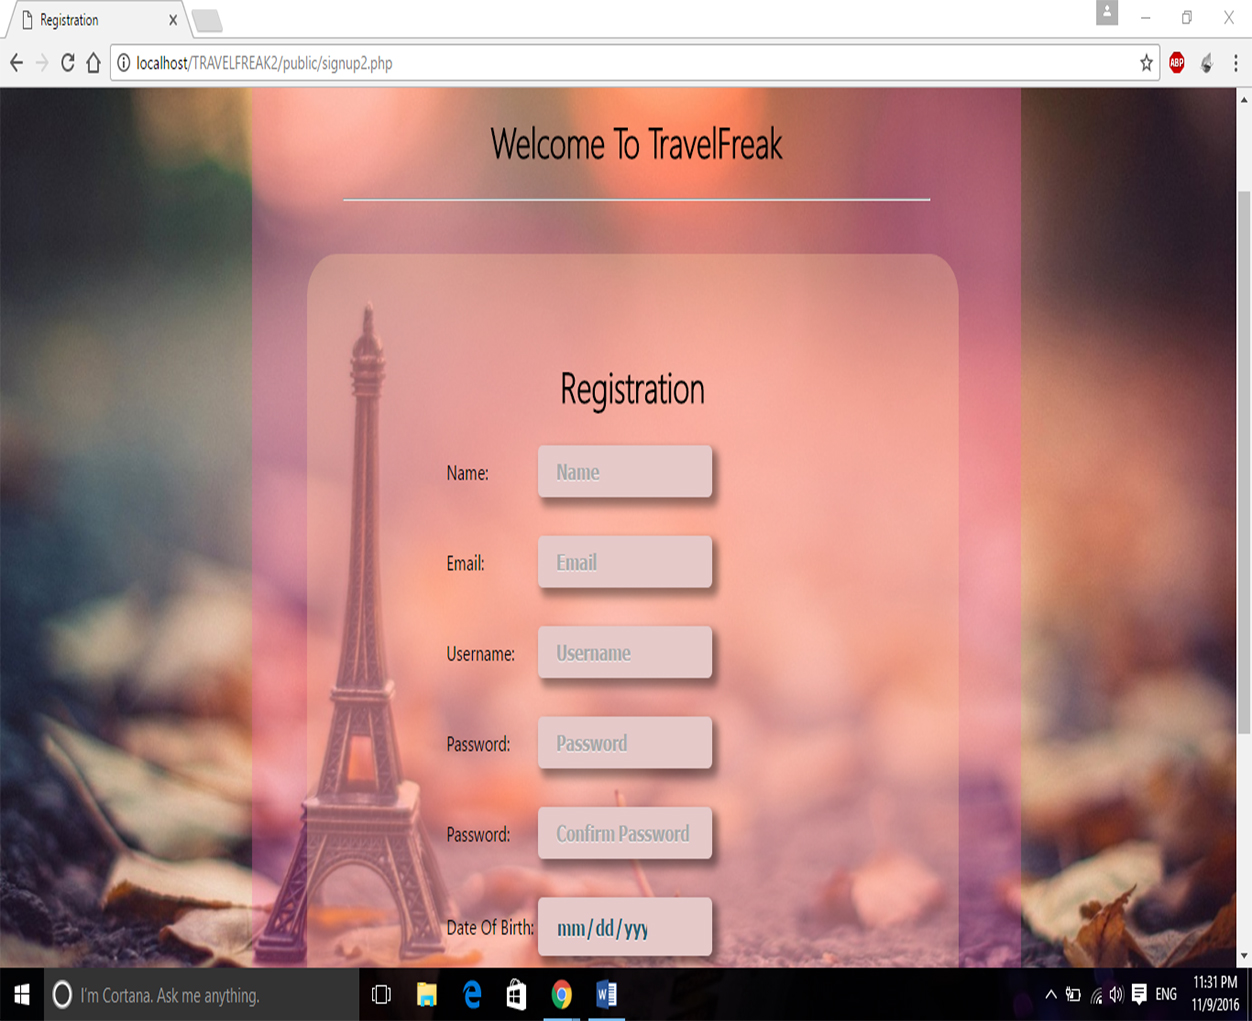 Registration
localhost/TRAVELFREAK2/public/signup2.php
ABP
Welcome To TravelFreak
Registration
Name: Name
Email: Email
Username: Username
Password: Password
Password: Confirm Password
Date Of Birth: mm/dd/yyy
I'm Cortana. Ask me anything.
ENG
11:31 PM
11/9/2016